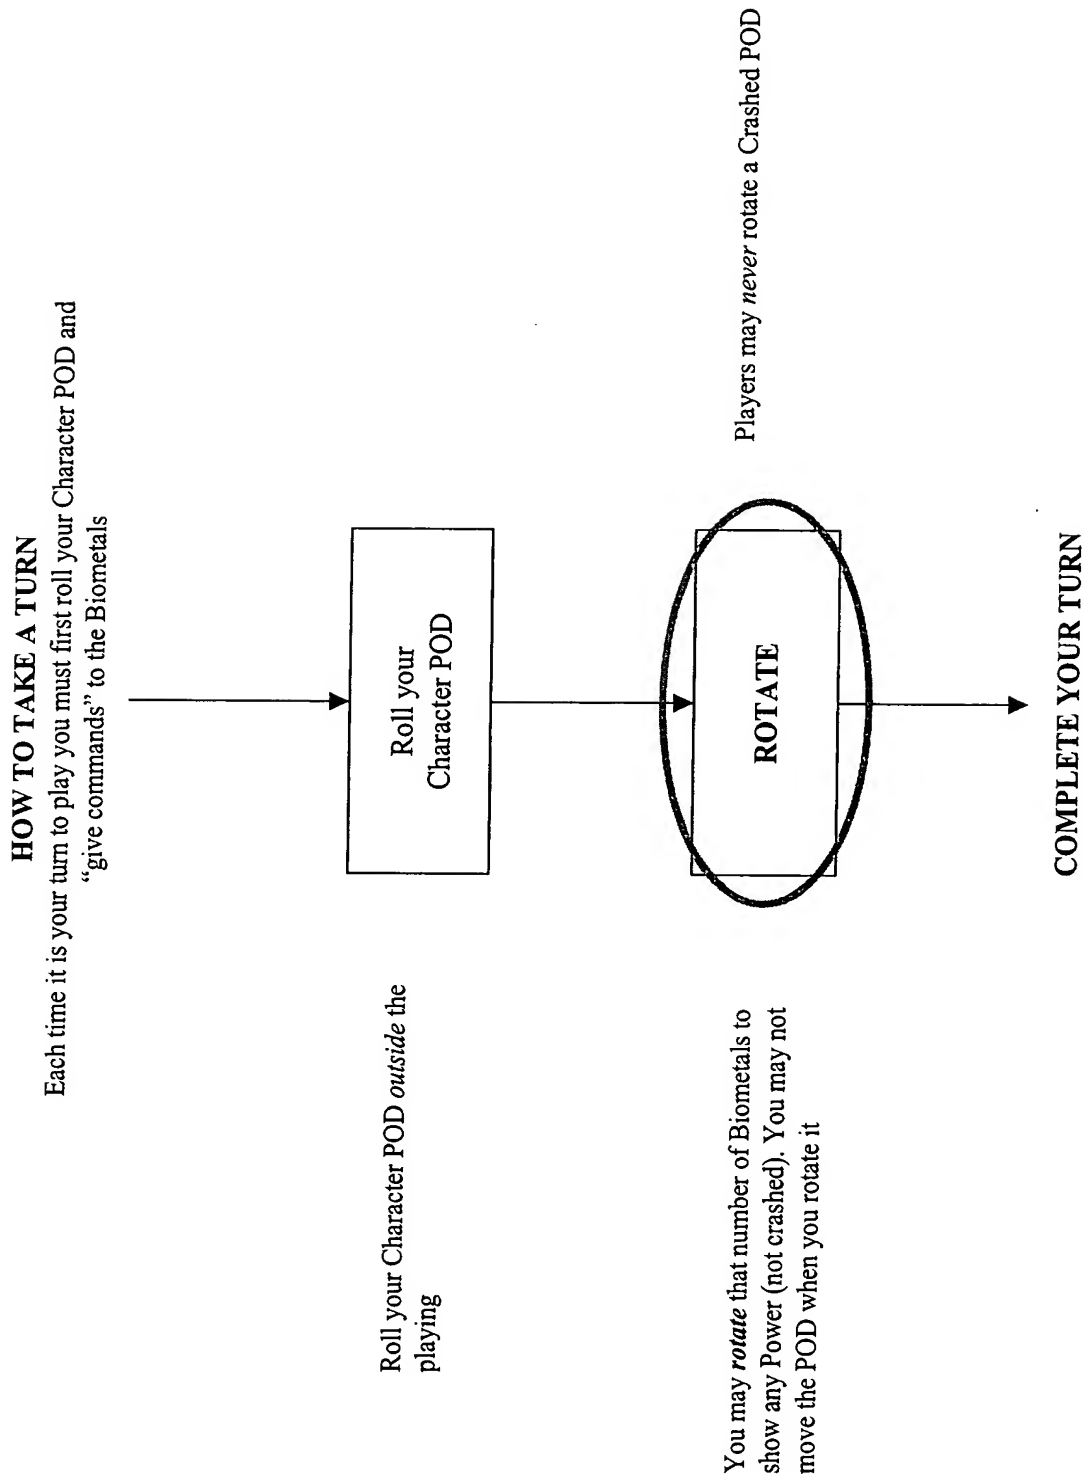 HOW TO TAKE A TURN
Each time it is your turn to play you must first roll your Character POD and
“give commands” to the Biometals
Roll your Character POD outside the
playing
Roll your
Character POD
You may rotate that number of Biometals to
show any Power (not crashed). You may not
move the POD when you rotate it
ROTATE
Players may never rotate a Crashed POD
COMPLETE YOUR TURN